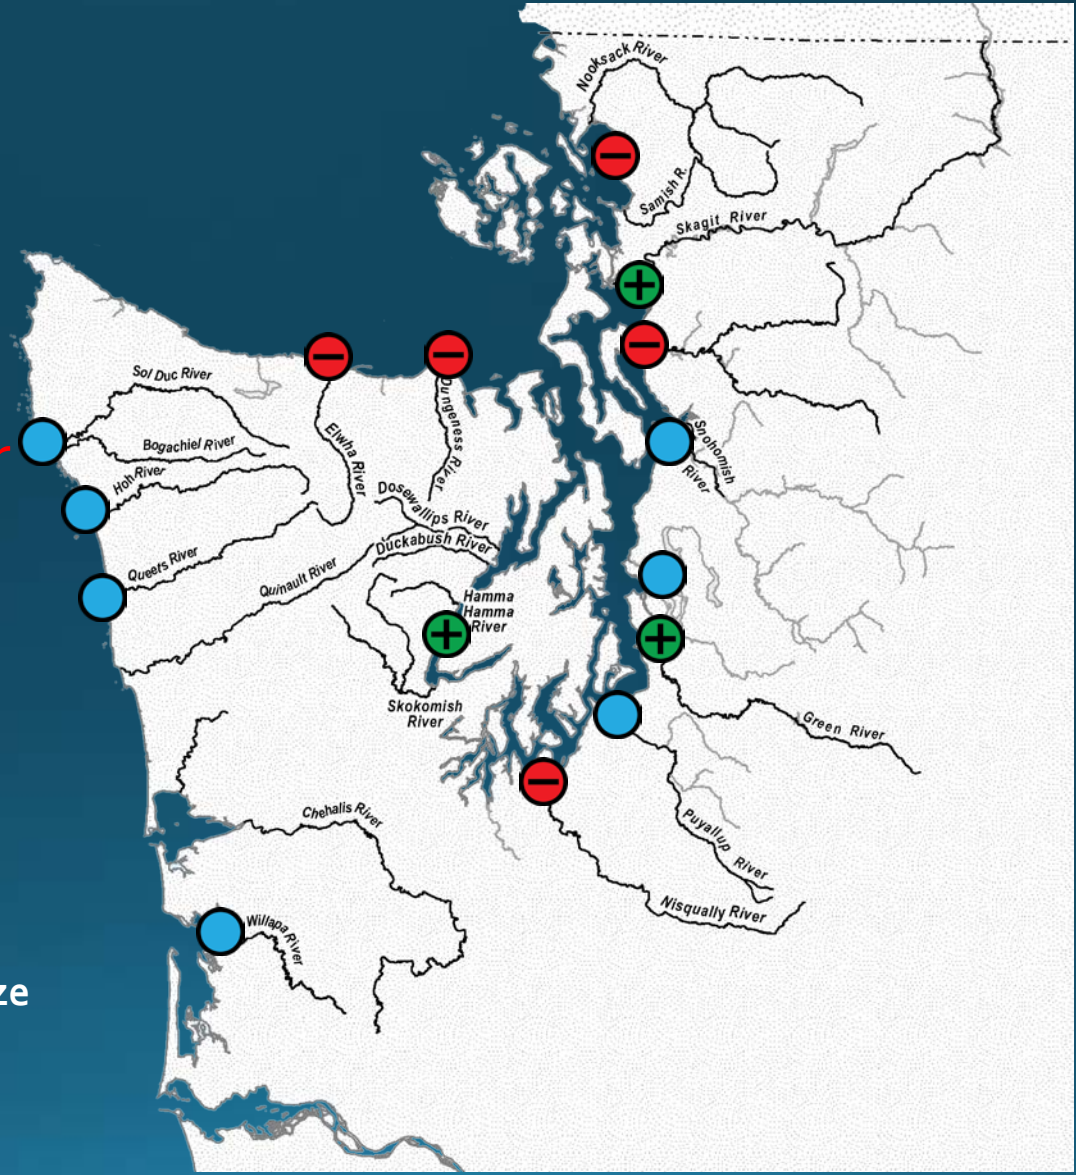 Nooksack River
Samish R.
Skagit River
Sol Duc River
Bogachiel River
Hoh River
Elwha River
Dungeness River
Snohomish
River
Dosewallips River
Duckabush River
Queets River
Quinault River
Hamma
Hamma
River
Skokomish
River
Green River
Chehalis River
Puyallup River
Nisqually River
Willapa River
ze